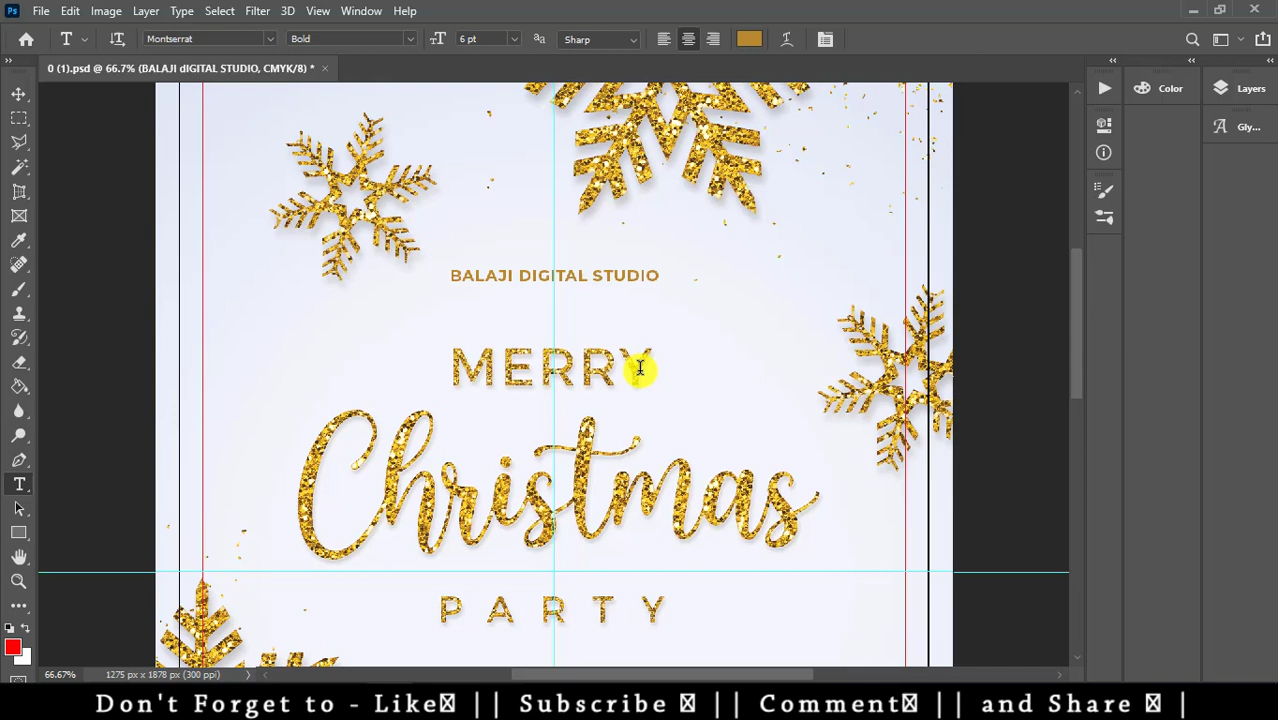 Ps File Edit Image Layer Type Select Filter 3D View Window Help
T Montserrat Bold 6 pt Sharp
0 (1).psd @ 66.7% (BALAJI dIGITAL STUDIO, CMYK/8) *
Color
Layers
Gly...
BALAJI DIGITAL STUDIO
MERRY
Christmas
PARTY
66.67% 1275 px x 1878 px (300 ppi)
Don't Forget to - Like || Subscribe || Comment || and Share |